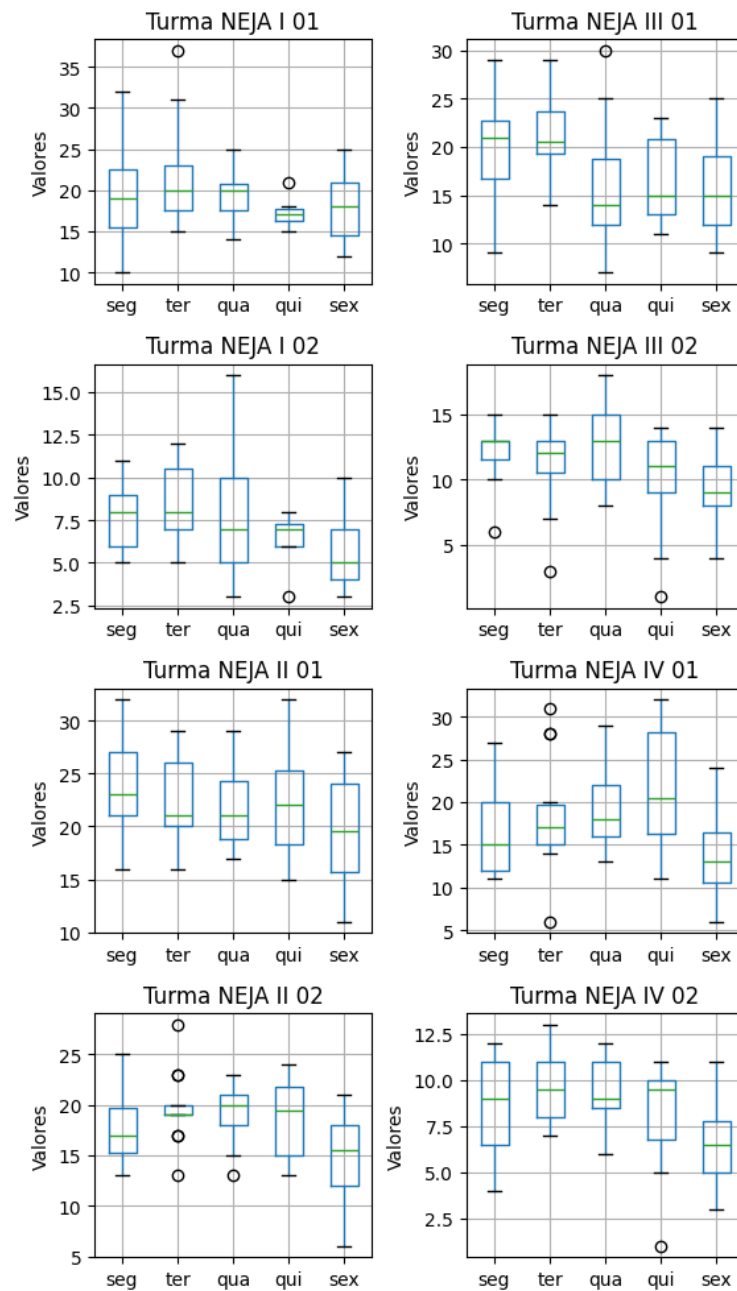 Turma NEJA I 01
Valores
35
30
25
20
15
10
seg ter qua qui sex
Turma NEJA III 01
Valores
30
25
20
15
10
seg ter qua qui sex
Turma NEJA I 02
Valores
15.0
12.5
10.0
7.5
5.0
2.5
seg ter qua qui sex
Turma NEJA III 02
Valores
15
10
5
seg ter qua qui sex
Turma NEJA II 01
Valores
30
25
20
15
10
seg ter qua qui sex
Turma NEJA IV 01
Valores
30
25
20
15
10
5
seg ter qua qui sex
Turma NEJA II 02
Valores
25
20
15
10
5
seg ter qua qui sex
Turma NEJA IV 02
Valores
12.5
10.0
7.5
5.0
2.5
seg ter qua qui sex